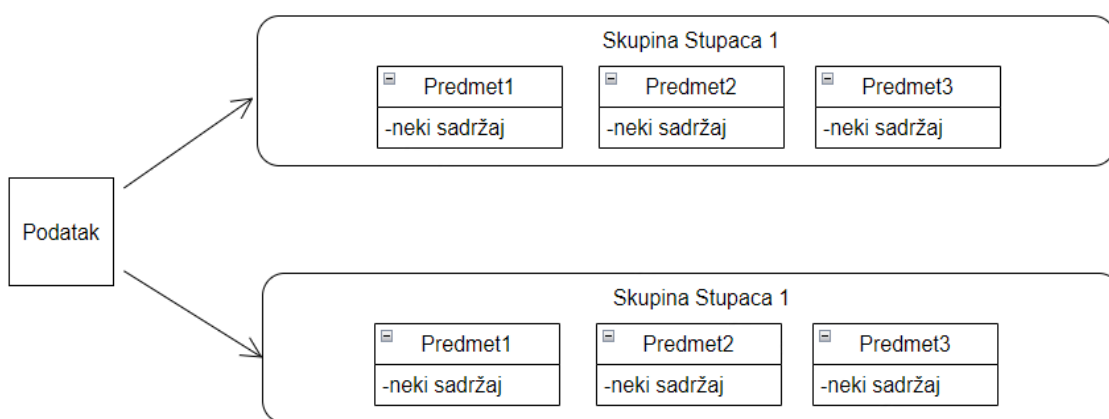 Skupina Stupaca 1
Predmet1
Predmet2
Predmet3
-neki sadržaj
-neki sadržaj
-neki sadržaj
Podatak
Skupina Stupaca 1
Predmet1
Predmet2
Predmet3
-neki sadržaj
-neki sadržaj
-neki sadržaj